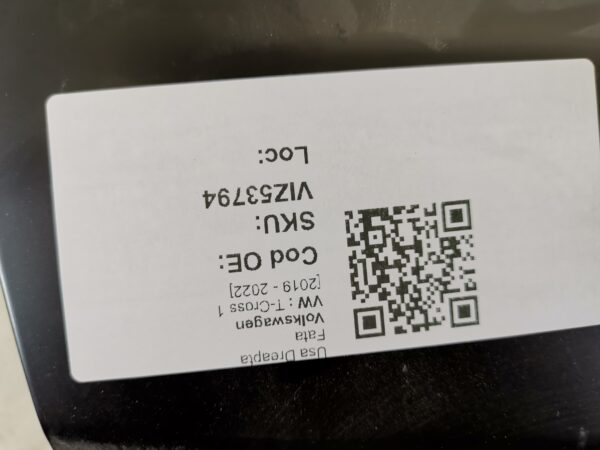 Usa Dreapta
Fata
Volkswagen
VW : T-Cross 1
[2019 - 2022]
Cod OE:
SKU:
VIZ53794
Loc: